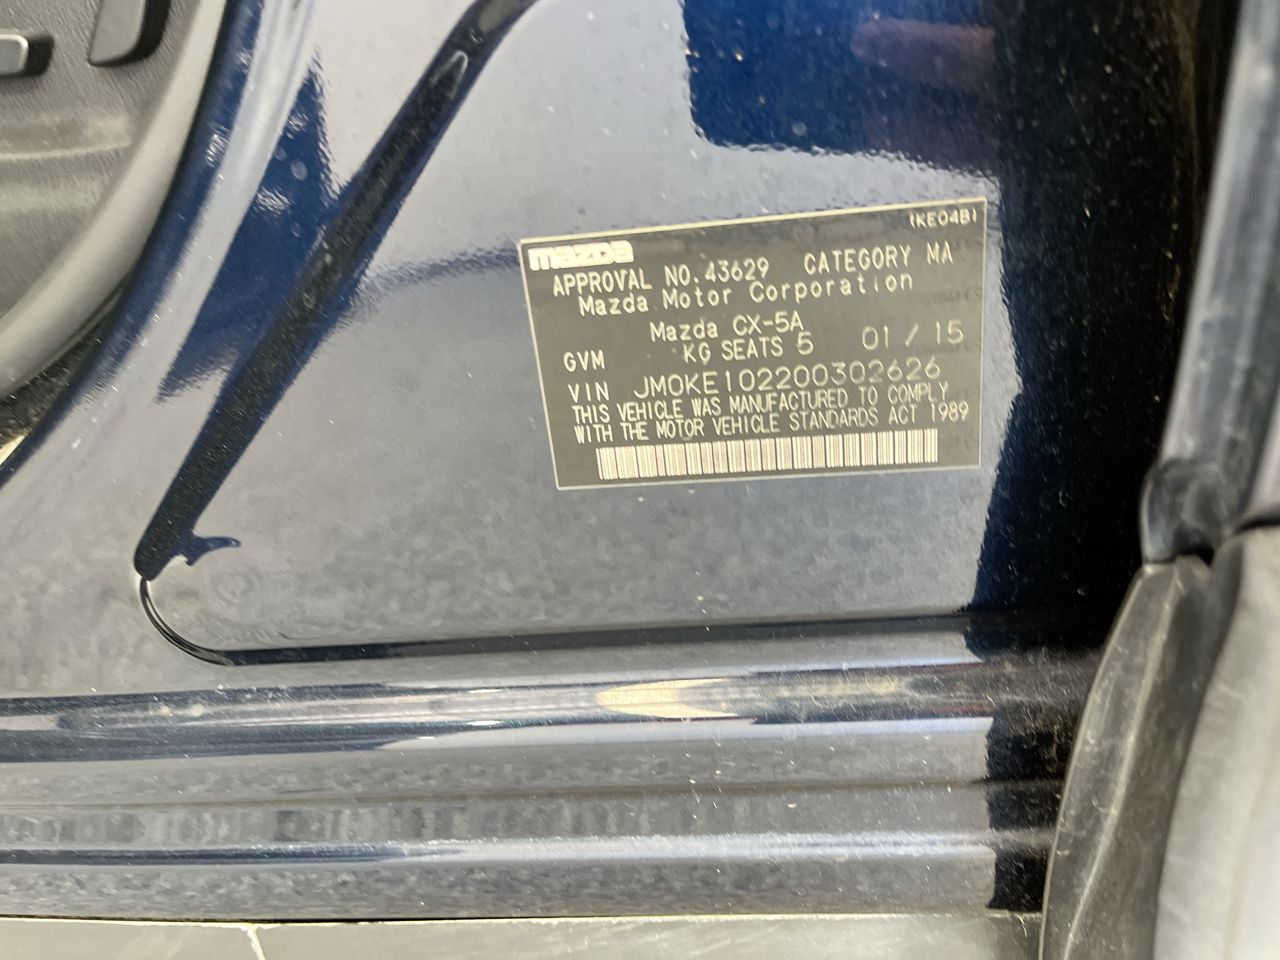 (KE04B)
mazda
APPROVAL NO.43629 CATEGORY MA
Mazda Motor Corporation
Mazda CX-5A
GVM KG SEATS 5 01 / 15
VIN JM0KE102200302626
THIS VEHICLE WAS MANUFACTURED TO COMPLY
WITH THE MOTOR VEHICLE STANDARDS ACT 1989